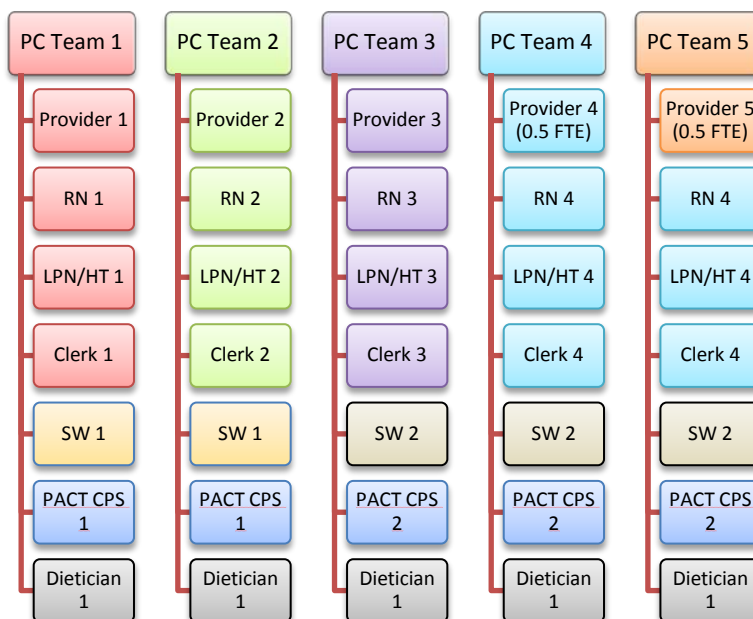 PC Team 1
PC Team 2
PC Team 3
PC Team 4
PC Team 5
Provider 1
Provider 2
Provider 3
Provider 4
(0.5 FTE)
Provider 5
(0.5 FTE)
RN 1
RN 2
RN 3
RN 4
RN 4
LPN/HT 1
LPN/HT 2
LPN/HT 3
LPN/HT 4
LPN/HT 4
Clerk 1
Clerk 2
Clerk 3
Clerk 4
Clerk 4
SW 1
SW 1
SW 2
SW 2
SW 2
PACT CPS
1
PACT CPS
1
PACT CPS
2
PACT CPS
2
PACT CPS
2
Dietician
1
Dietician
1
Dietician
1
Dietician
1
Dietician
1